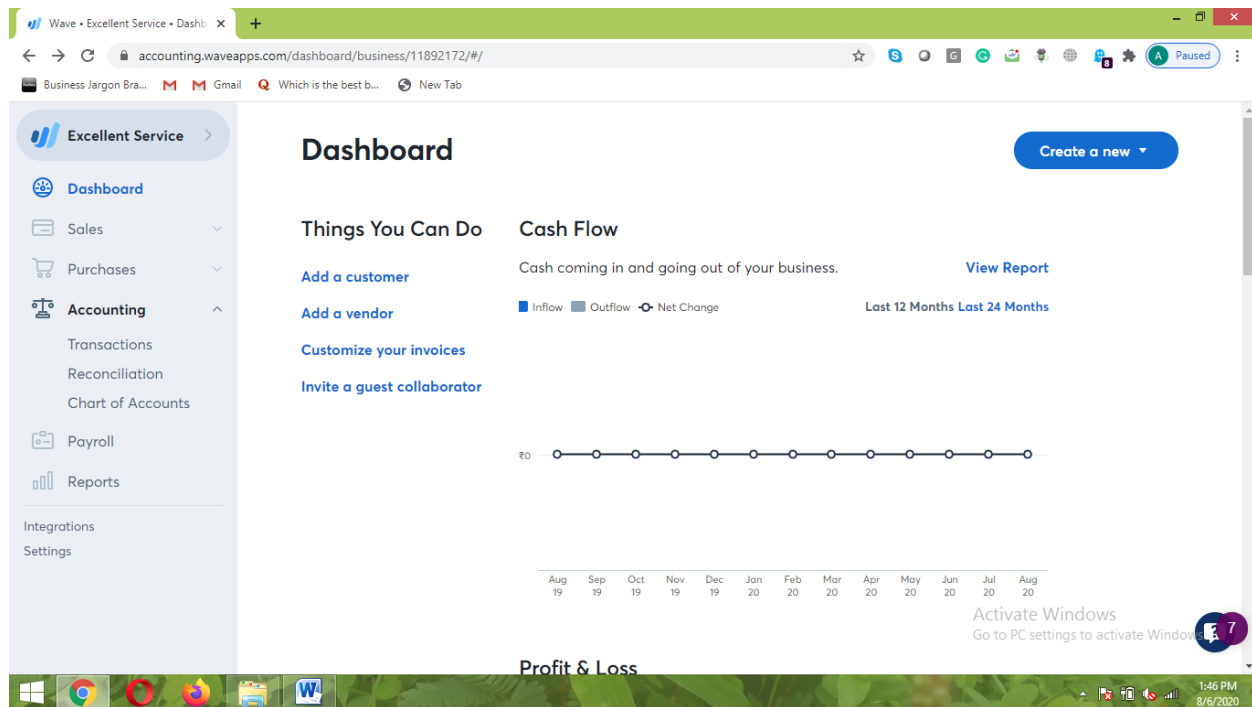 Wave • Excellent Service • Dashb
accounting.waveapps.com/dashboard/business/11892172/#/
G
G
8
A Paused
Business Jargon Bra... Gmail Which is the best b... New Tab
Excellent Service
Dashboard
Sales
Purchases
Accounting
Transactions
Reconciliation
Chart of Accounts
Payroll
Reports
Integrations
Settings
Dashboard
Create a new
Things You Can Do
Add a customer
Add a vendor
Customize your invoices
Invite a guest collaborator
Cash Flow
Cash coming in and going out of your business.
View Report
Inflow Outflow Net Change
Last 12 Months Last 24 Months
₹0
Aug 19 Sep 19 Oct 19 Nov 19 Dec 19 Jan 20 Feb 20 Mar 20 Apr 20 May 20 Jun 20 Jul 20 Aug 20
Activate Windows
Go to PC settings to activate Windows
7
Profit & Loss
1:46 PM
8/6/2020